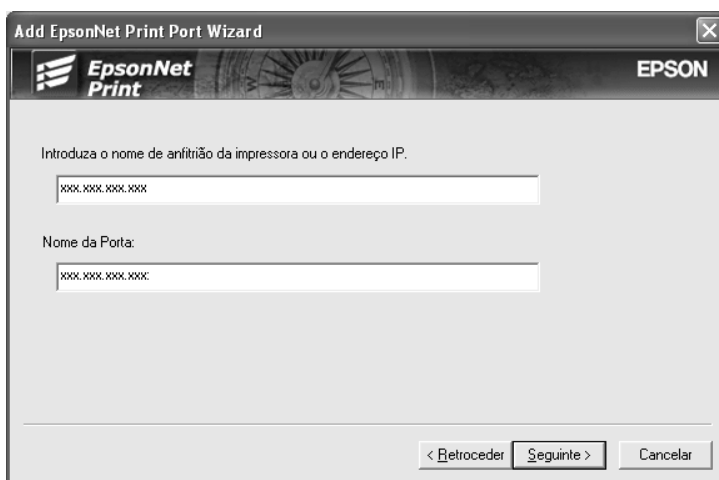 Add EpsonNet Print Port Wizard
EpsonNet
Print
EPSON
Introduza o nome de anfitrião da impressora ou o endereço IP.
xxx.xxx.xxx.xxx
Nome da Porta:
xxx.xxx.xxx.xxx:
< Retroceder
Seguinte >
Cancelar